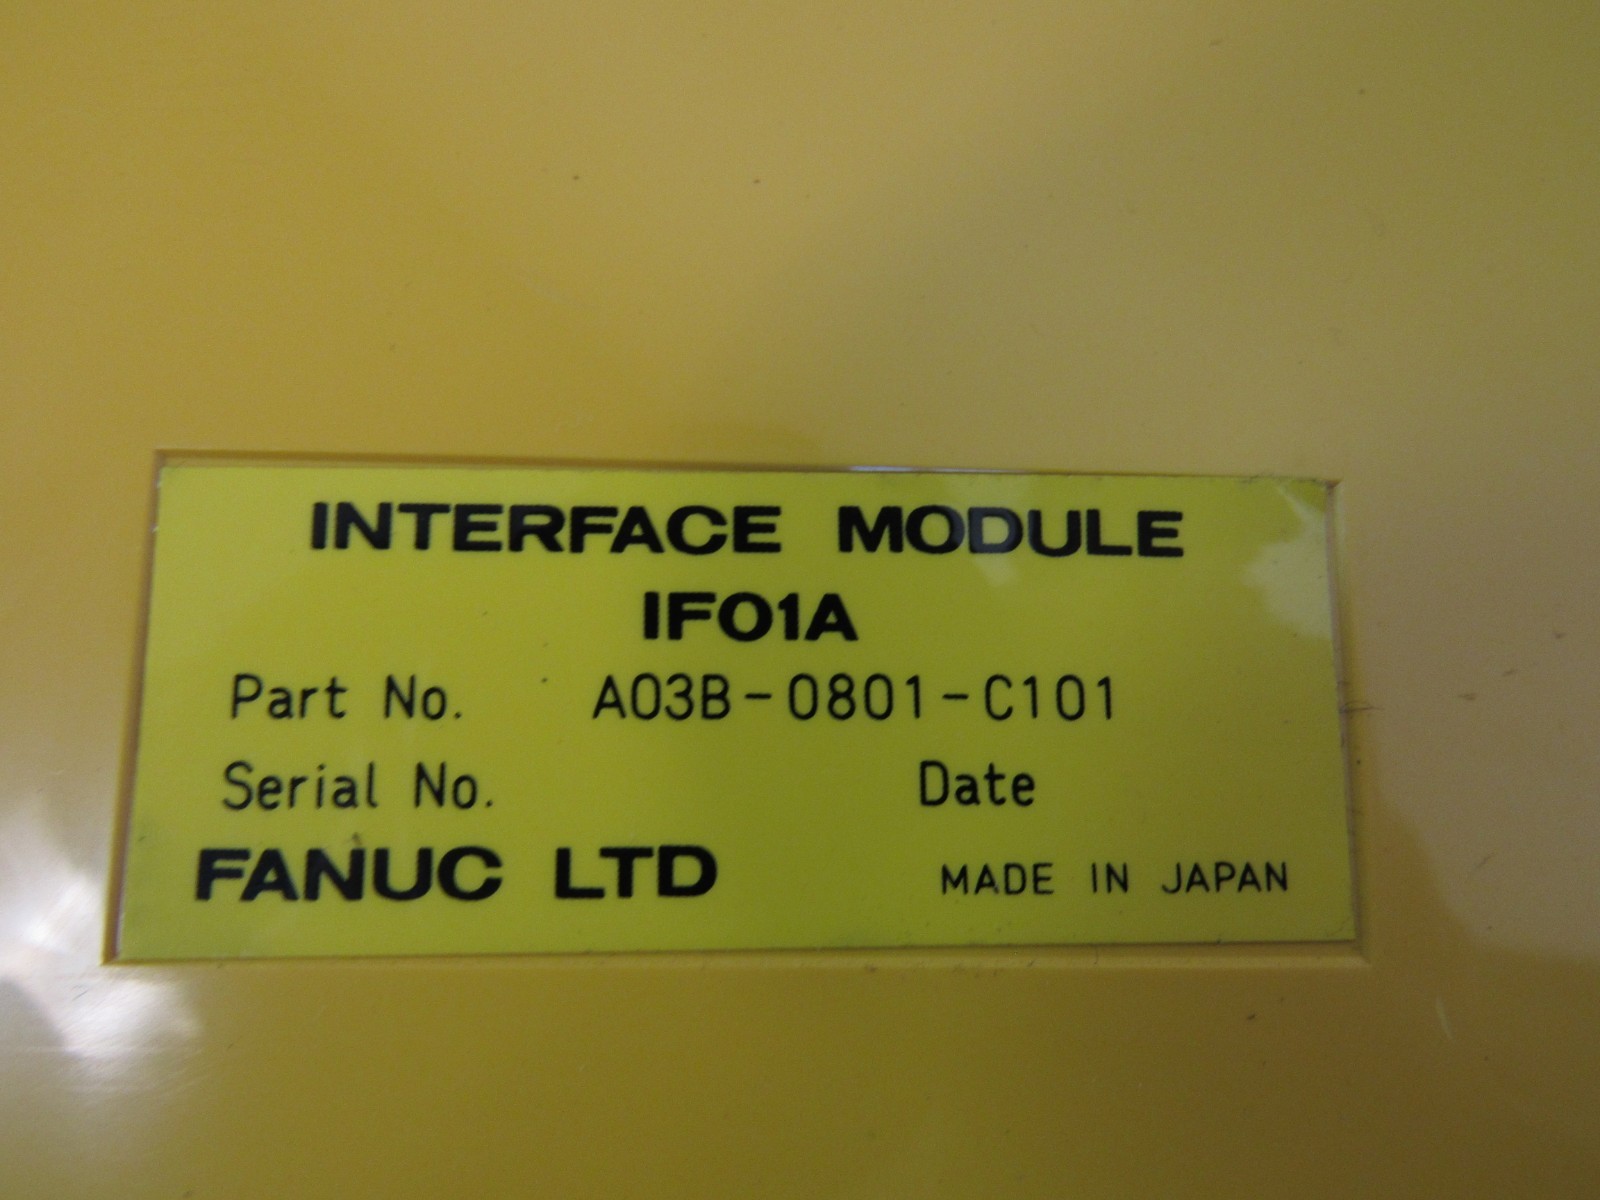 INTERFACE MODULE
IF01A
Part No. A03B-0801-C101
Serial No. Date
FANUC LTD MADE IN JAPAN